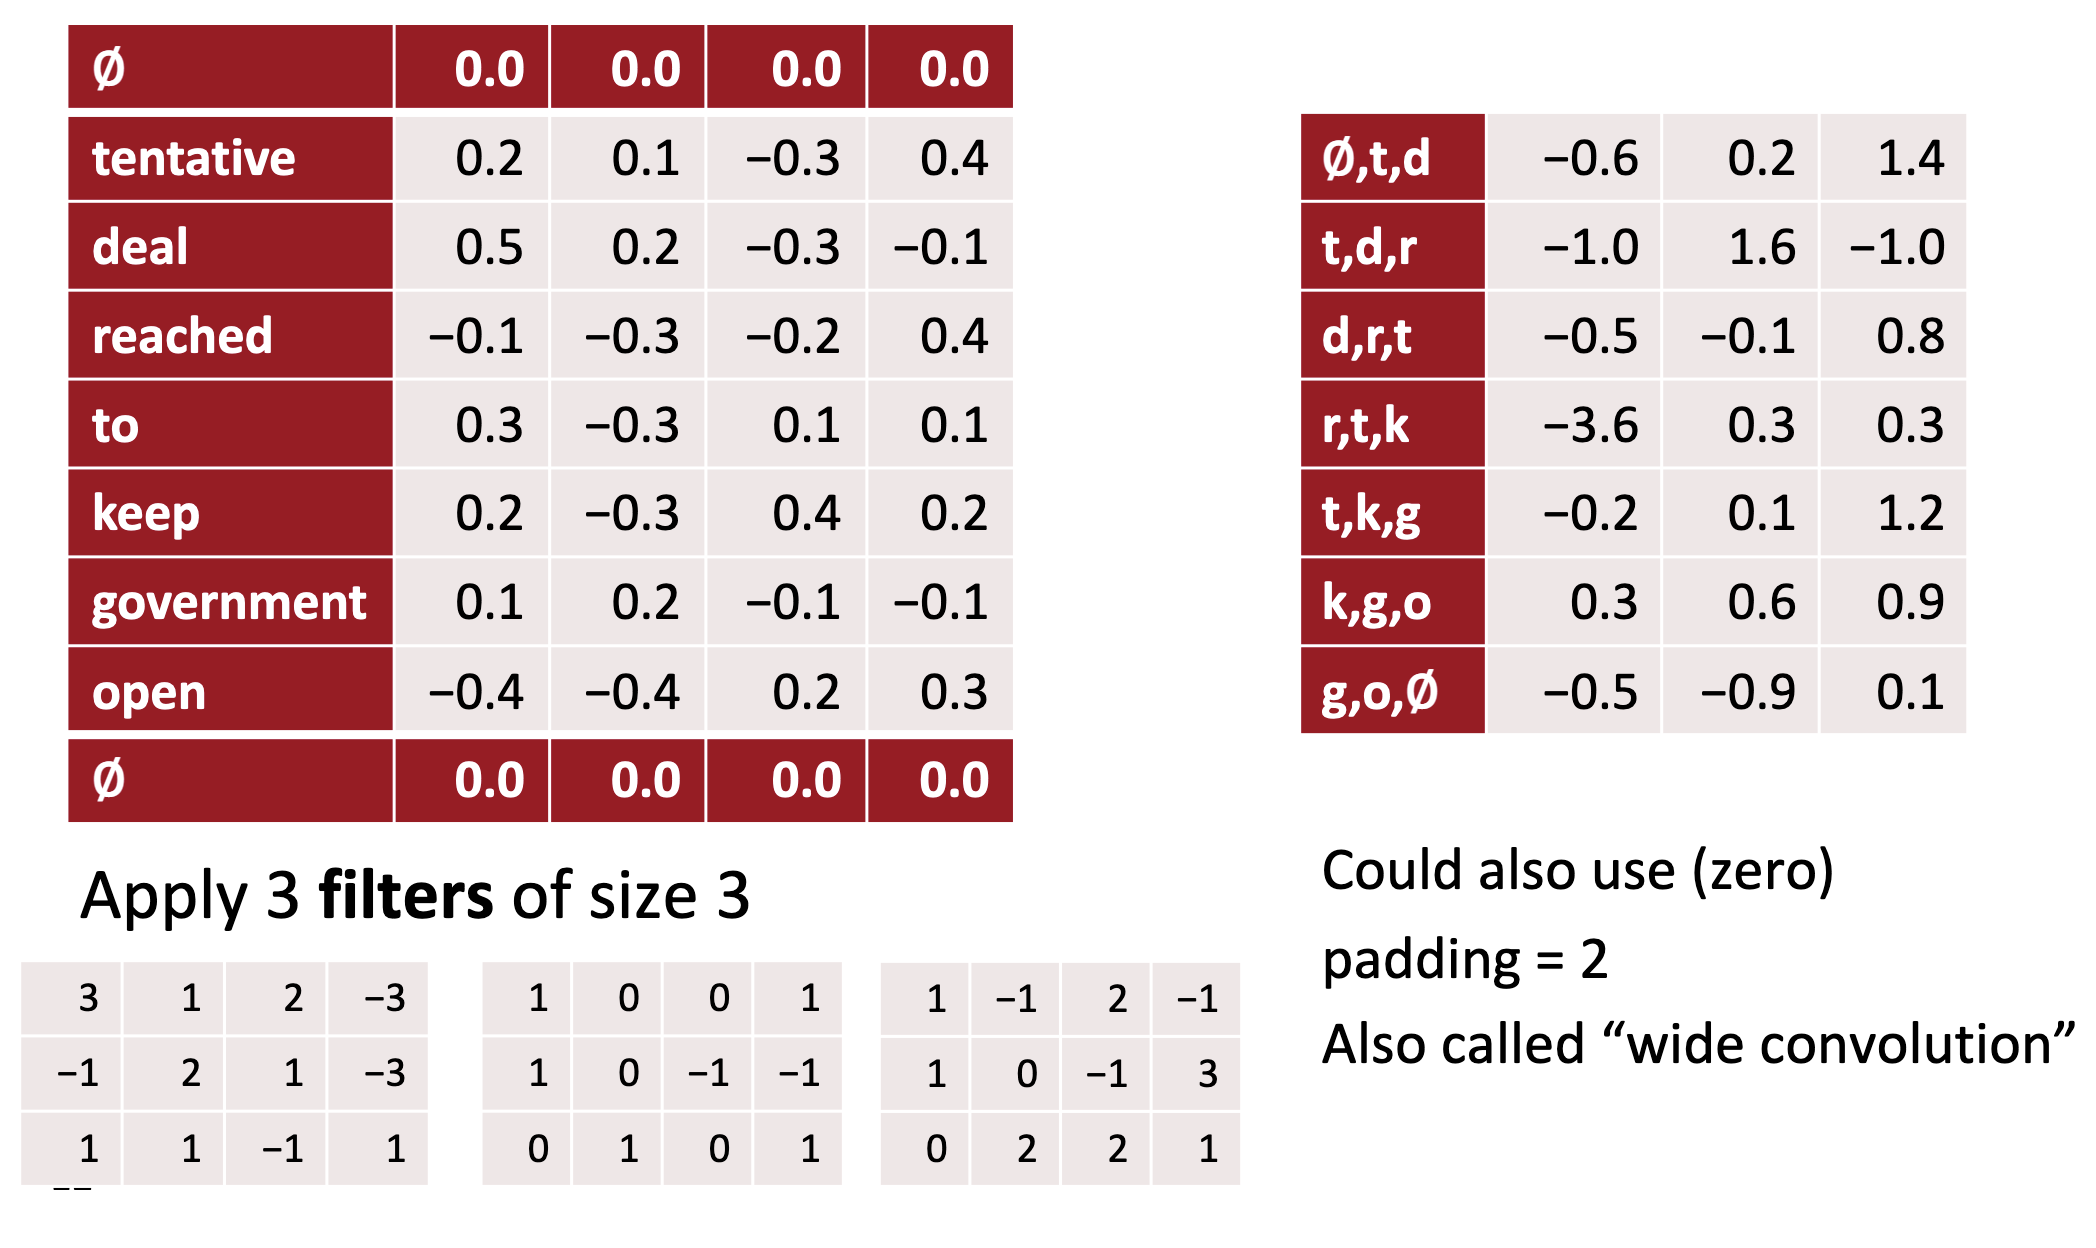 Ø 0.0 0.0 0.0 0.0
tentative 0.2 0.1 −0.3 0.4
deal 0.5 0.2 −0.3 −0.1
reached −0.1 −0.3 −0.2 0.4
to 0.3 −0.3 0.1 0.1
keep 0.2 −0.3 0.4 0.2
government 0.1 0.2 −0.1 −0.1
open −0.4 −0.4 0.2 0.3
Ø 0.0 0.0 0.0 0.0
Ø,t,d −0.6 0.2 1.4
t,d,r −1.0 1.6 −1.0
d,r,t −0.5 −0.1 0.8
r,t,k −3.6 0.3 0.3
t,k,g −0.2 0.1 1.2
k,g,o 0.3 0.6 0.9
g,o,Ø −0.5 −0.9 0.1
Apply 3 filters of size 3
3 1 2 −3
−1 2 1 −3
1 1 −1 1
1 0 0 1
1 0 −1 −1
0 1 0 1
1 −1 2 −1
1 0 −1 3
0 2 2 1
Could also use (zero)
padding = 2
Also called “wide convolution”